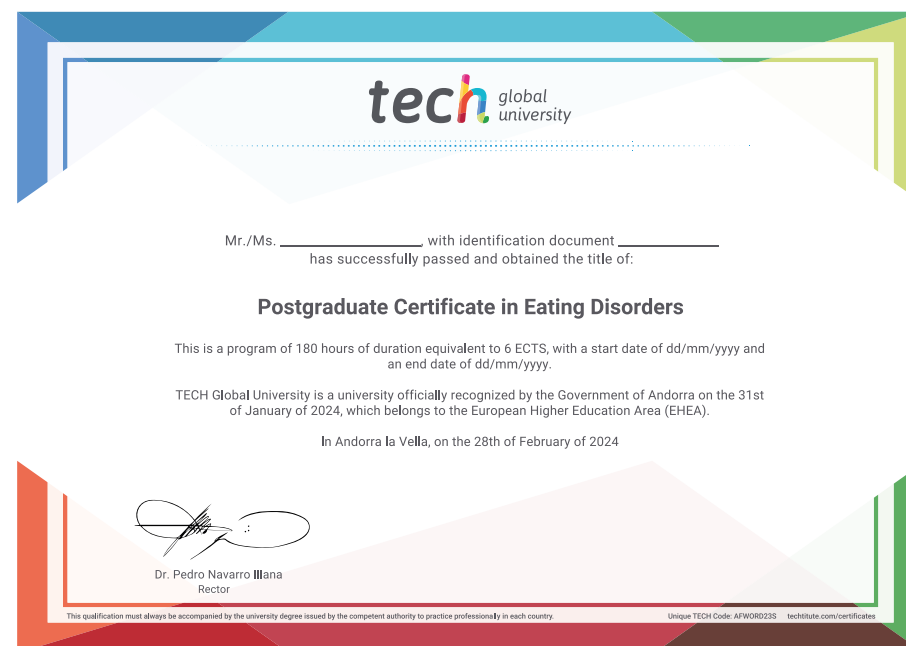 tech global
university
Mr./Ms. ____________, with identification document ____________
has successfully passed and obtained the title of:
Postgraduate Certificate in Eating Disorders
This is a program of 180 hours of duration equivalent to 6 ECTS, with a start date of dd/mm/yyyy and
an end date of dd/mm/yyyy.
TECH Global University is a university officially recognized by the Government of Andorra on the 31st
of January of 2024, which belongs to the European Higher Education Area (EHEA).
In Andorra la Vella, on the 28th of February of 2024
Dr. Pedro Navarro Illana
Rector
This qualification must always be accompanied by the university degree issued by the competent authority to practice professionally in each country.
Unique TECH Code: AFWORD23S techtitute.com/certificates